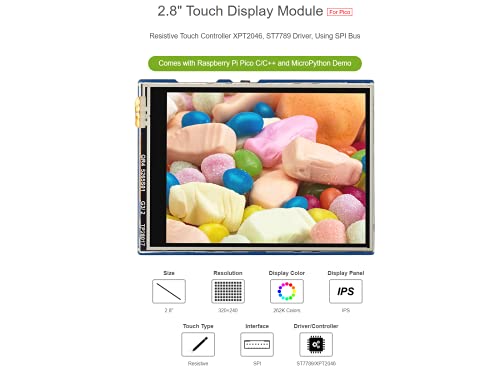 2.8" Touch Display Module For Pico
Resistive Touch Controller XPT2046, ST7789 Driver, Using SPI Bus
Comes with Raspberry Pi Pico C/C++ and MicroPython Demo
Size
Resolution
Display Color
Display Panel
IPS
2.8"
320×240
262K Colors
IPS
Touch Type
Interface
Driver/Controller
Resistive
SPI
ST7789/XPT2046